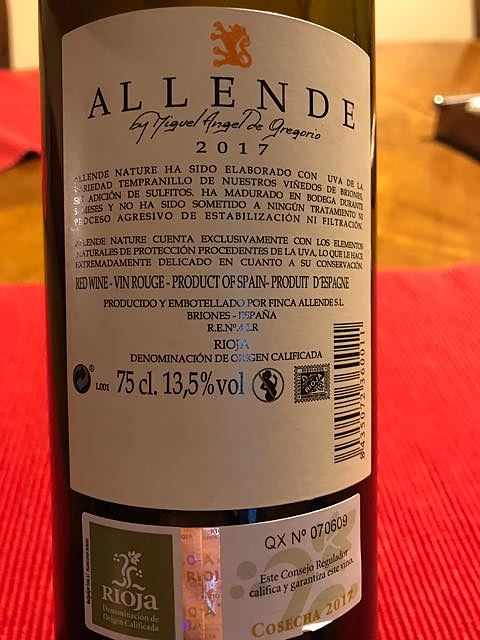 ALLENDE
by Miguel Angel de Gregorio
2017
ALLENDE NATURE HA SIDO ELABORADO CON UVA DE LA
VARIEDAD TEMPRANILLO DE NUESTROS VIÑEDOS DE BRIONES,
SIN ADICIÓN DE SULFITOS. HA MADURADO EN BODEGA DURANTE
MESES Y NO HA SIDO SOMETIDO A NINGÚN TRATAMIENTO NI
PROCESO AGRESIVO DE ESTABILIZACIÓN NI FILTRACIÓN.
ALLENDE NATURE CUENTA EXCLUSIVAMENTE CON LOS ELEMENTOS
NATURALES DE PROTECCIÓN PROCEDENTES DE LA UVA, LO QUE LE HACE
EXTREMADAMENTE DELICADO EN CUANTO A SU CONSERVACIÓN.
RED WINE - VIN ROUGE - PRODUCT OF SPAIN - PRODUIT D'ESPAGNE
PRODUCIDO Y EMBOTELLADO POR FINCA ALLENDE S.L.
BRIONES - ESPAÑA
R.E.Nº 4 LR
RIOJA
DENOMINACIÓN DE ORIGEN CALIFICADA
L001 75 cl. 13,5% vol
8 435072 360011
QX Nº 070609
Este Consejo Regulador
califica y garantiza este vino.
COSECHA 2017
RIOJA
Denominación de
Origen Calificada